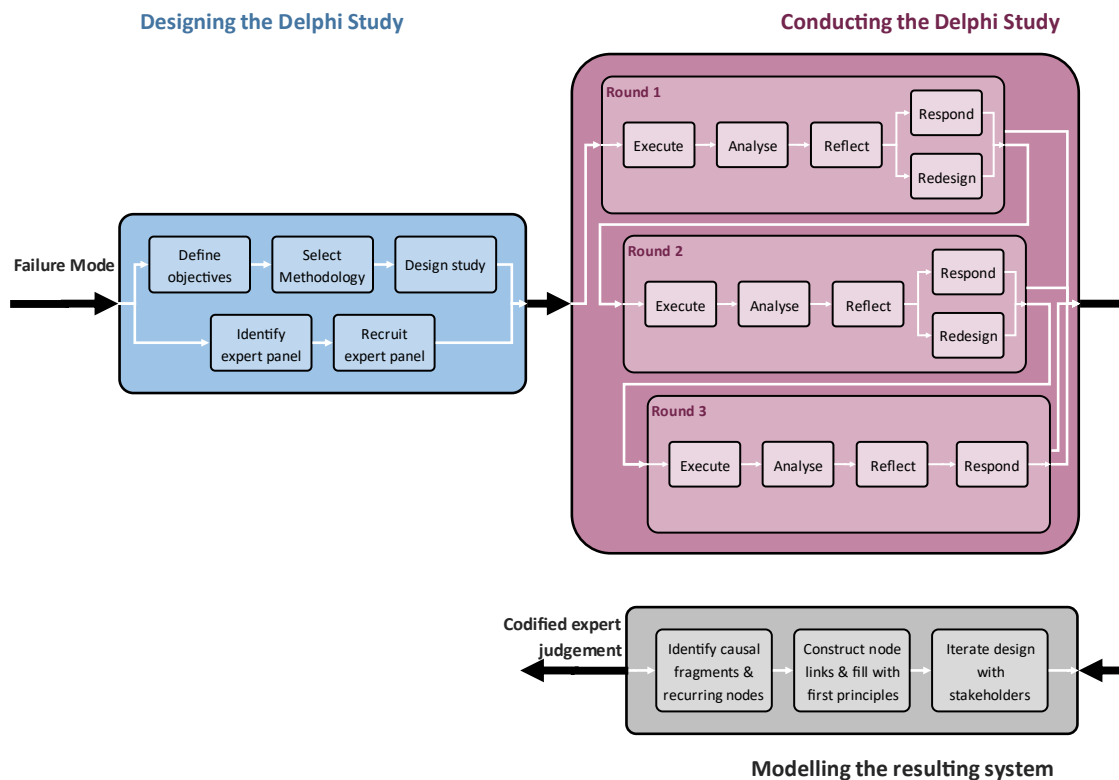 Designing the Delphi Study
Conducting the Delphi Study
Failure Mode
Define
objectives
Select
Methodology
Design study
Identify
expert panel
Recruit
expert panel
Round 1
Execute
Analyse
Reflect
Respond
Redesign
Round 2
Execute
Analyse
Reflect
Respond
Redesign
Round 3
Execute
Analyse
Reflect
Respond
Codified expert
judgement
Identify causal
fragments &
recurring nodes
Construct node
links & fill with
first principles
Iterate design
with
stakeholders
Modelling the resulting system